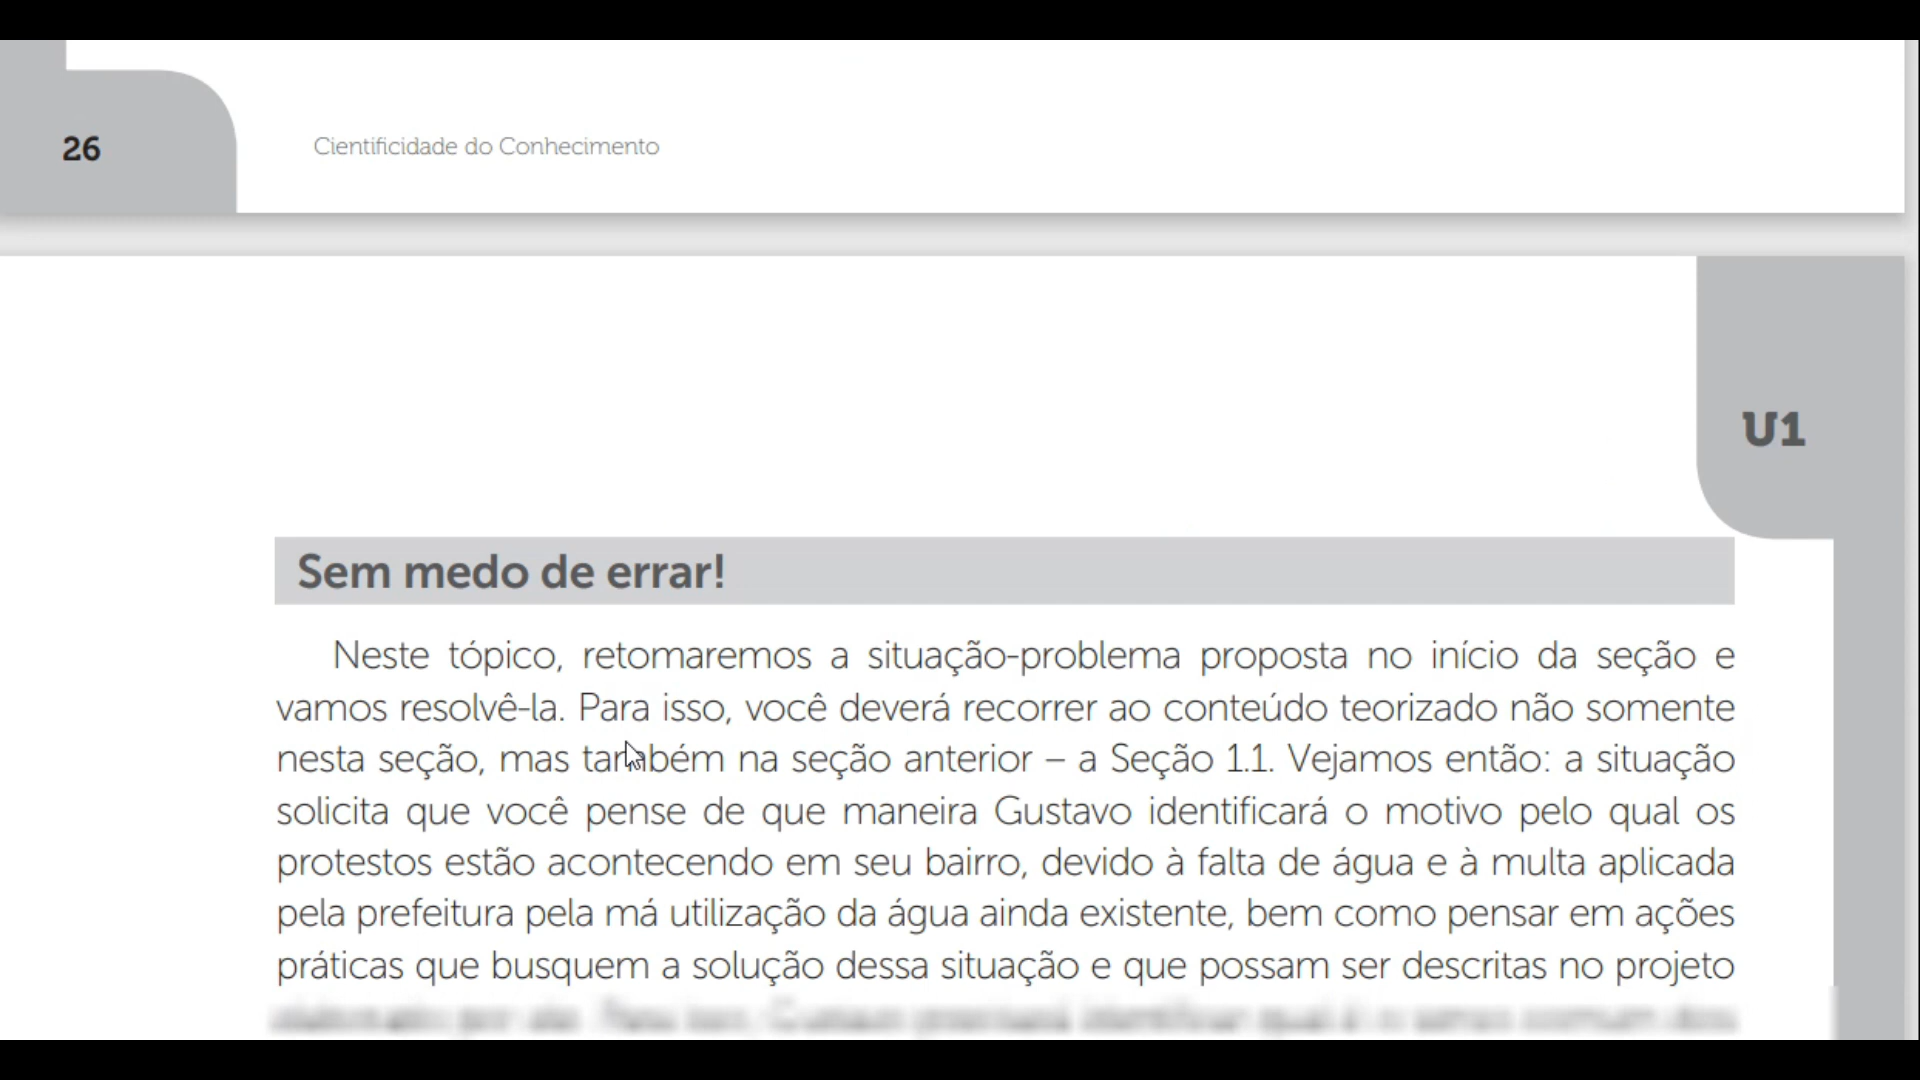 26
Cientificidade do Conhecimento
U1
Sem medo de errar!
Neste tópico, retomaremos a situação-problema proposta no início da seção e
vamos resolvê-la. Para isso, você deverá recorrer ao conteúdo teorizado não somente
nesta seção, mas também na seção anterior – a Seção 1.1. Vejamos então: a situação
solicita que você pense de que maneira Gustavo identificará o motivo pelo qual os
protestos estão acontecendo em seu bairro, devido à falta de água e à multa aplicada
pela prefeitura pela má utilização da água ainda existente, bem como pensar em ações
práticas que busquem a solução dessa situação e que possam ser descritas no projeto